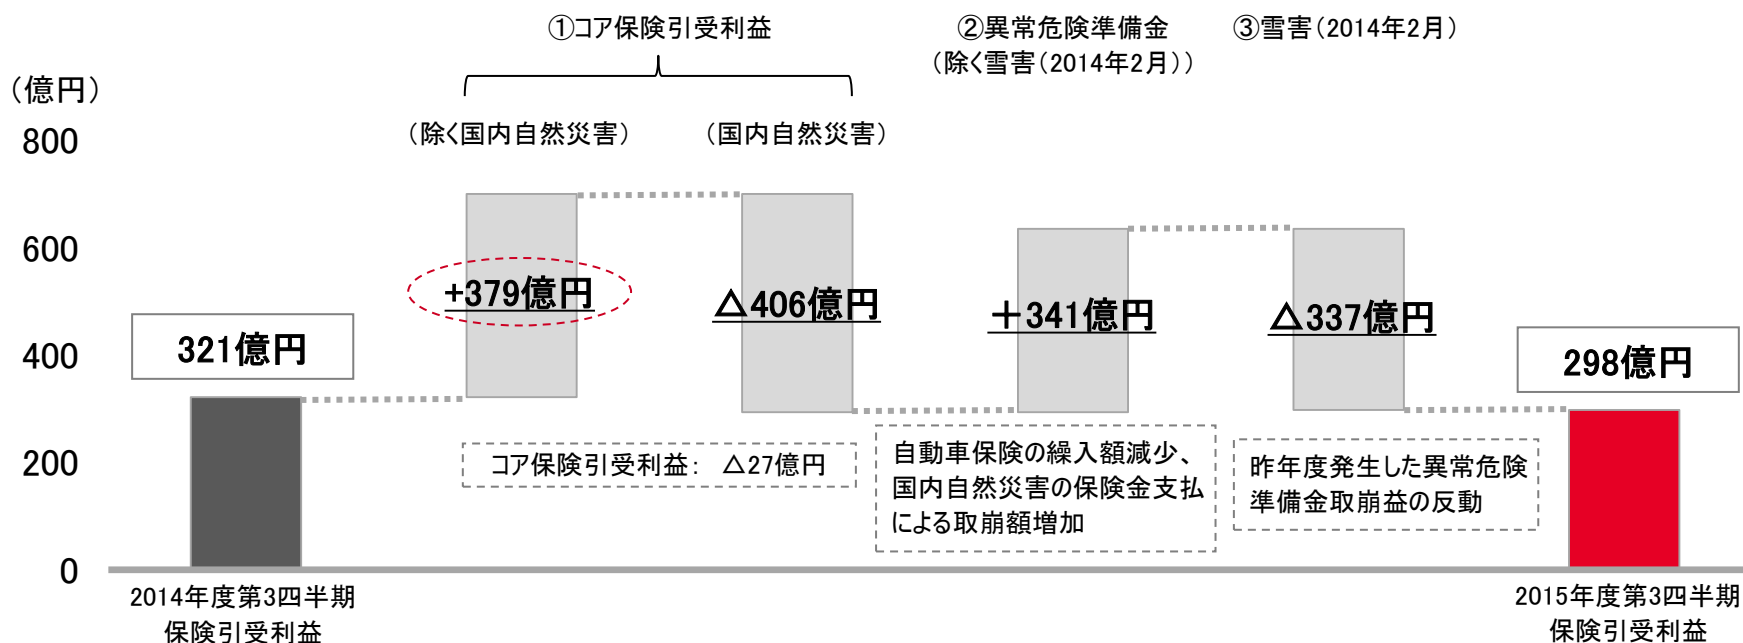 ①コア保険引受利益
②異常危険準備金
(除く雪害(2014年2月))
③雪害(2014年2月)
(億円)
(除く国内自然災害)
(国内自然災害)
800
600
400
200
0
321億円
+379億円
△406億円
+341億円
△337億円
298億円
コア保険引受利益: △27億円
自動車保険の繰入額減少、
国内自然災害の保険金支払
による取崩額増加
昨年度発生した異常危険
準備金取崩益の反動
2014年度第3四半期
保険引受利益
2015年度第3四半期
保険引受利益